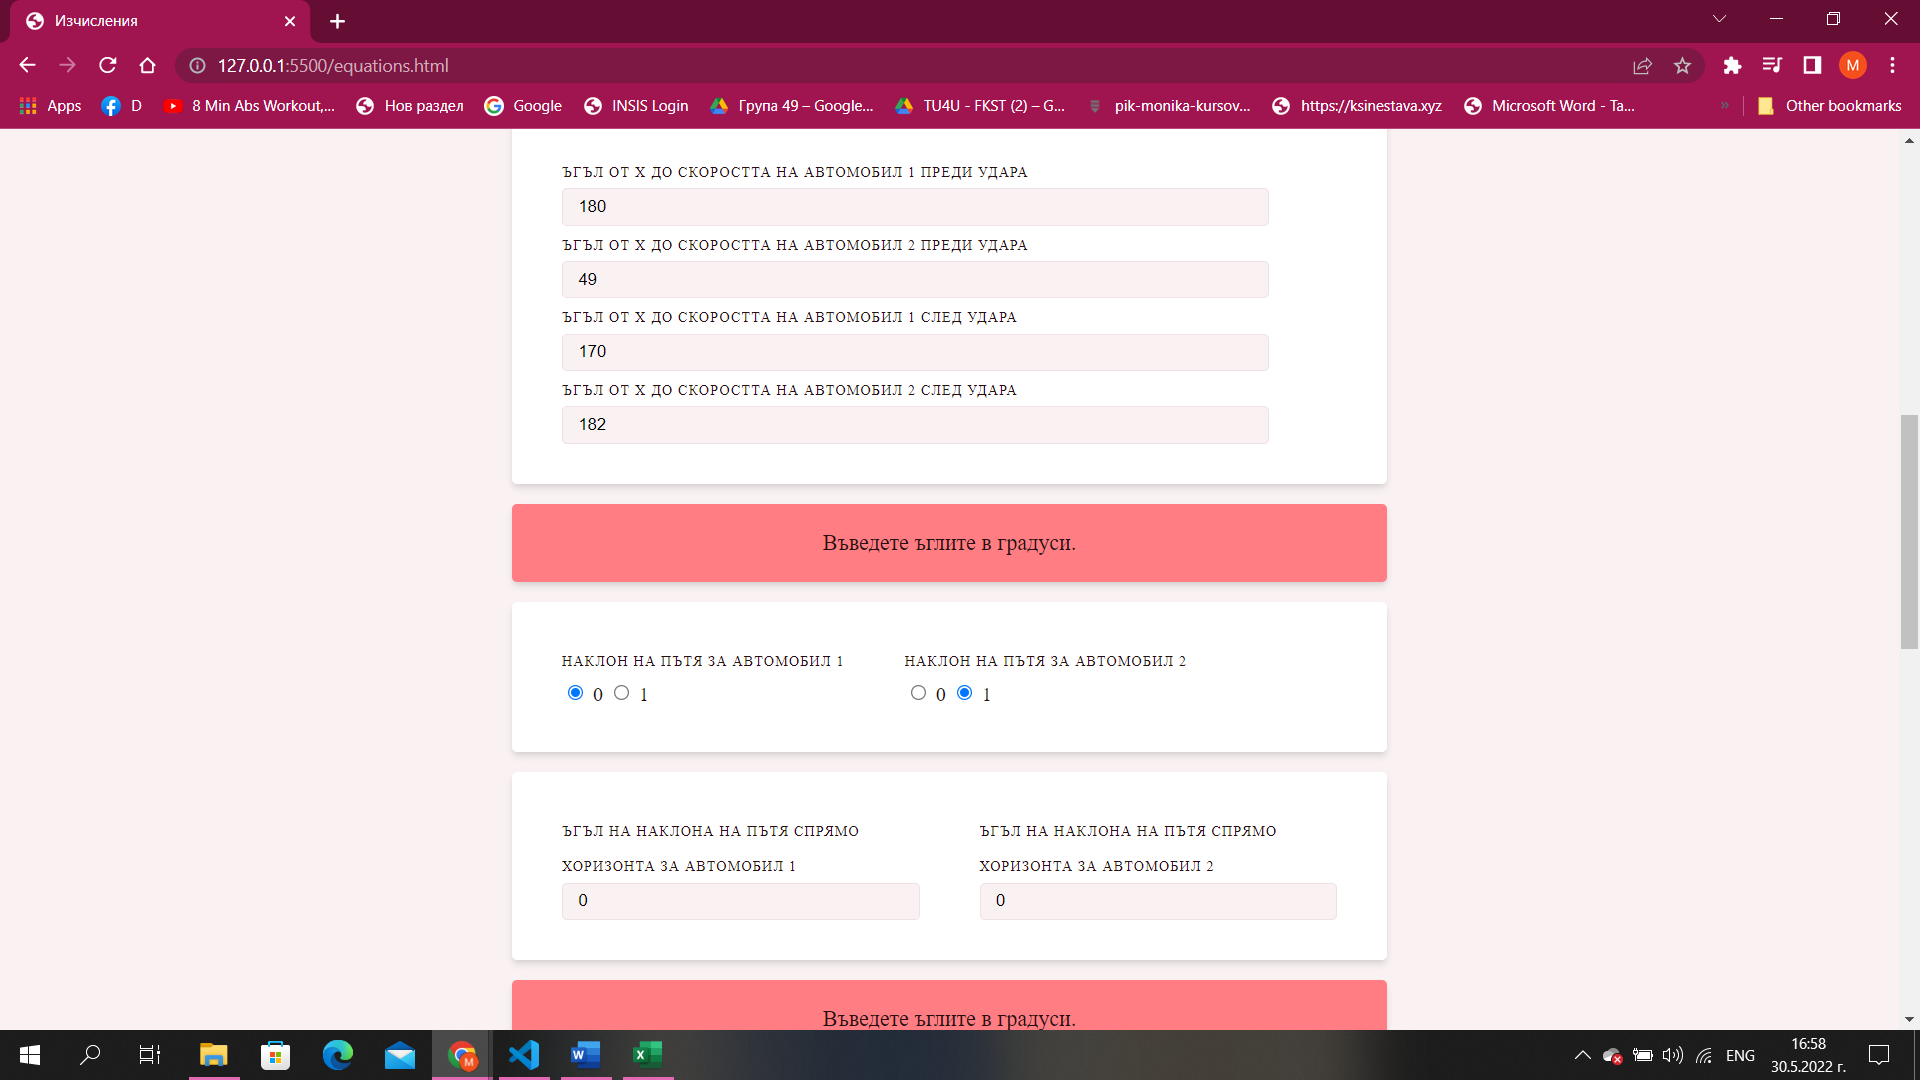 Изчисления
127.0.0.1:5500/equations.html
M
Apps
D
8 Min Abs Workout,...
Нов раздел
Google
INSIS Login
Група 49 – Google...
TU4U - FKST (2) – G...
pik-monika-kursov...
https://ksinestava.xyz
Microsoft Word - Ta...
»
Other bookmarks
ЪГЪЛ ОТ X ДО СКОРОСТТА НА АВТОМОБИЛ 1 ПРЕДИ УДАРА
180
ЪГЪЛ ОТ X ДО СКОРОСТТА НА АВТОМОБИЛ 2 ПРЕДИ УДАРА
49
ЪГЪЛ ОТ X ДО СКОРОСТТА НА АВТОМОБИЛ 1 СЛЕД УДАРА
170
ЪГЪЛ ОТ X ДО СКОРОСТТА НА АВТОМОБИЛ 2 СЛЕД УДАРА
182
Въведете ъглите в градуси.
НАКЛОН НА ПЪТЯ ЗА АВТОМОБИЛ 1
0 1
НАКЛОН НА ПЪТЯ ЗА АВТОМОБИЛ 2
0 1
ЪГЪЛ НА НАКЛОНА НА ПЪТЯ СПРЯМО
ХОРИЗОНТА ЗА АВТОМОБИЛ 1
0
ЪГЪЛ НА НАКЛОНА НА ПЪТЯ СПРЯМО
ХОРИЗОНТА ЗА АВТОМОБИЛ 2
0
Въведете ъглите в градуси.
M
W
X
ENG
16:58
30.5.2022 г.